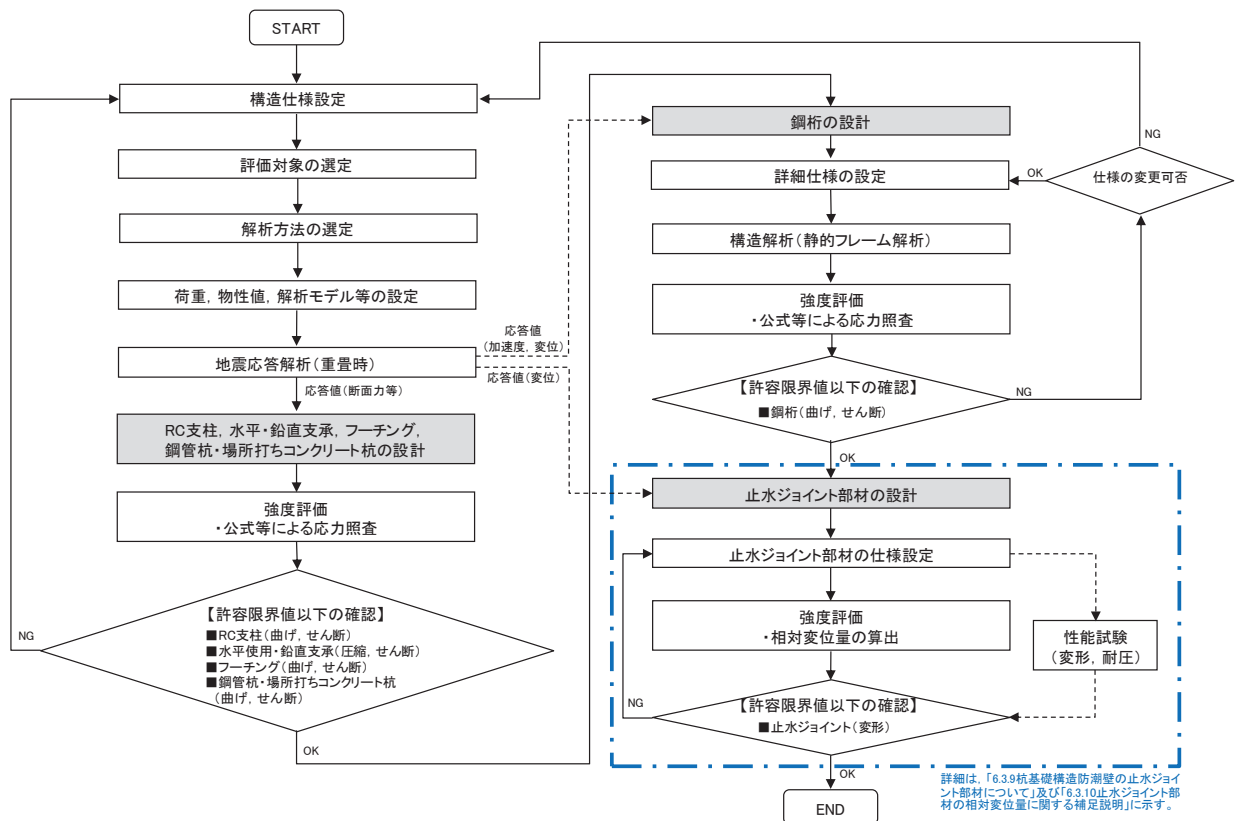 START
構造仕様設定
評価対象の選定
解析方法の選定
荷重, 物性値, 解析モデル等の設定
地震応答解析(重畳時)
応答値
(加速度, 変位)
応答値(変位)
応答値(断面力等)
RC支柱, 水平・鉛直支承, フーチング,
鋼管杭・場所打ちコンクリート杭の設計
強度評価
・公式等による応力照査
【許容限界値以下の確認】
■RC支柱(曲げ, せん断)
■水平使用・鉛直支承(圧縮, せん断)
■フーチング(曲げ, せん断)
■鋼管杭・場所打ちコンクリート杭
(曲げ, せん断)
NG
OK
鋼桁の設計
詳細仕様の設定
OK
仕様の変更可否
NG
構造解析(静的フレーム解析)
強度評価
・公式等による応力照査
【許容限界値以下の確認】
■鋼桁(曲げ, せん断)
NG
OK
止水ジョイント部材の設計
止水ジョイント部材の仕様設定
強度評価
・相対変位量の算出
性能試験
(変形, 耐圧)
【許容限界値以下の確認】
■止水ジョイント(変形)
NG
OK
END
詳細は, 「6.3.9杭基礎構造防潮壁の止水ジョイ
ント部材について」及び「6.3.10止水ジョイント部
材の相対変位量に関する補足説明」に示す。